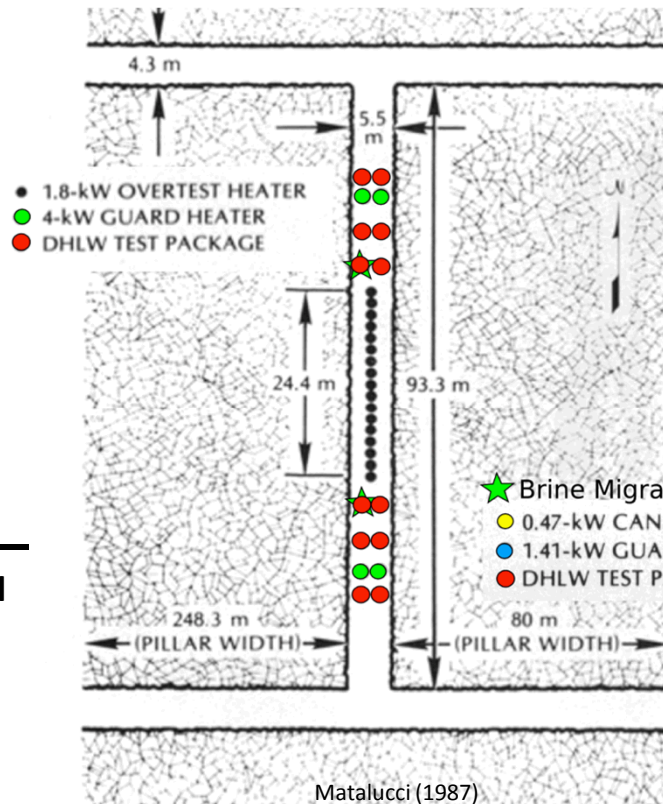 4.3 m
5.5
m
1.8-kW OVERTEST HEATER
4-kW GUARD HEATER
DHLW TEST PACKAGE
N
24.4 m
93.3 m
Brine Migra
0.47-kW CAN
1.41-kW GUA
DHLW TEST P
248.3 m
(PILLAR WIDTH)
80 m
(PILLAR WIDTH)
Matalucci (1987)